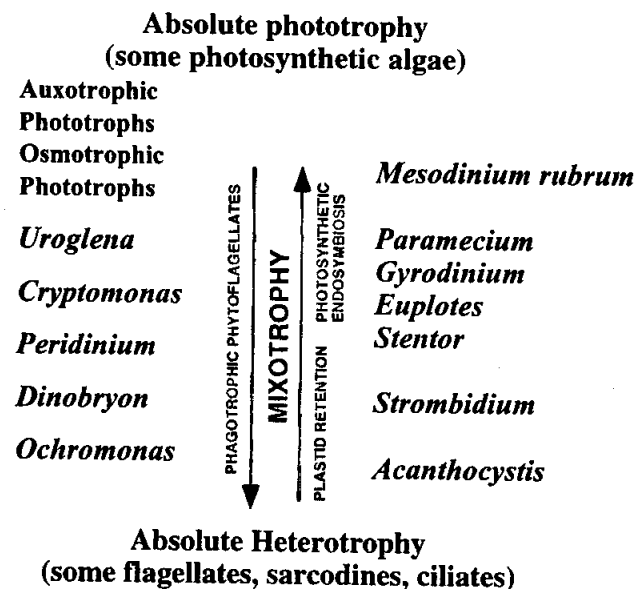 Absolute phototrophy
(some photosynthetic algae)
Auxotrophic
Phototrophs
Osmotrophic
Phototrophs
Uroglena
Cryptomonas
Peridinium
Dinobryon
Ochromonas
PHAGOTROPHIC PHYTOFLAGELLATES
MIXOTROPHY
PLASTID RETENTION
PHOTOSYNTHETIC
ENDOSYMBIOSIS
Mesodinium rubrum
Paramecium
Gyrodinium
Euplotes
Stentor
Strombidium
Acanthocystis
Absolute Heterotrophy
(some flagellates, sarcodines, ciliates)